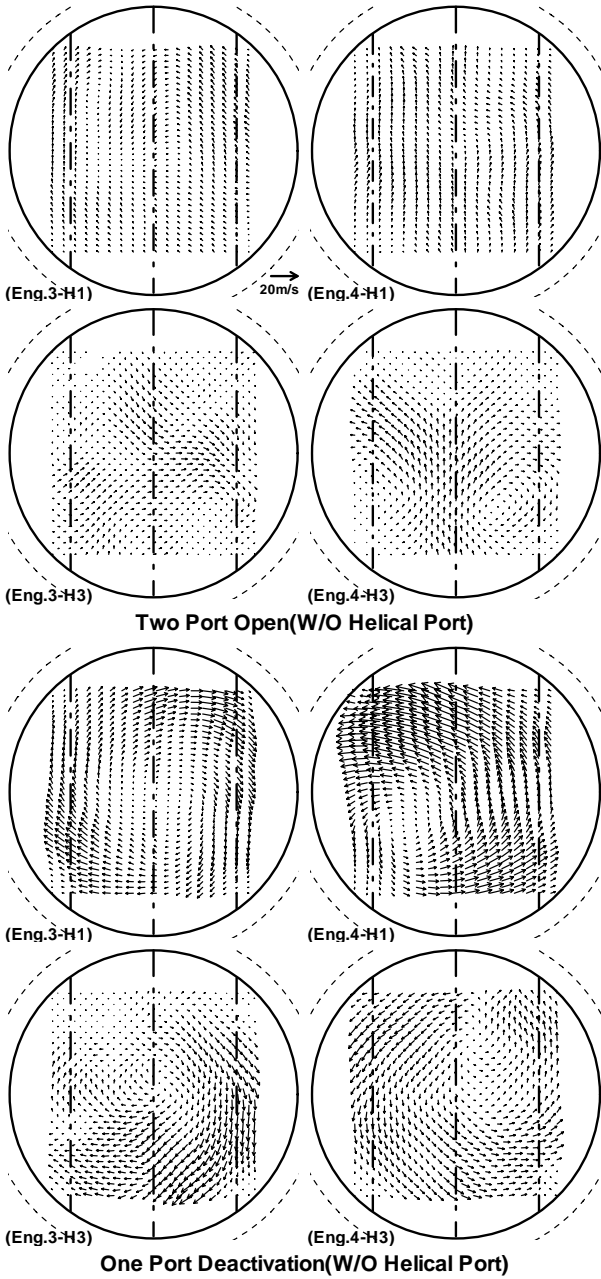 (Eng.3-H1)
20m/s
(Eng.4-H1)
(Eng.3-H3)
(Eng.4-H3)
Two Port Open(W/O Helical Port)
(Eng.3-H1)
(Eng.4-H1)
(Eng.3-H3)
(Eng.4-H3)
One Port Deactivation(W/O Helical Port)